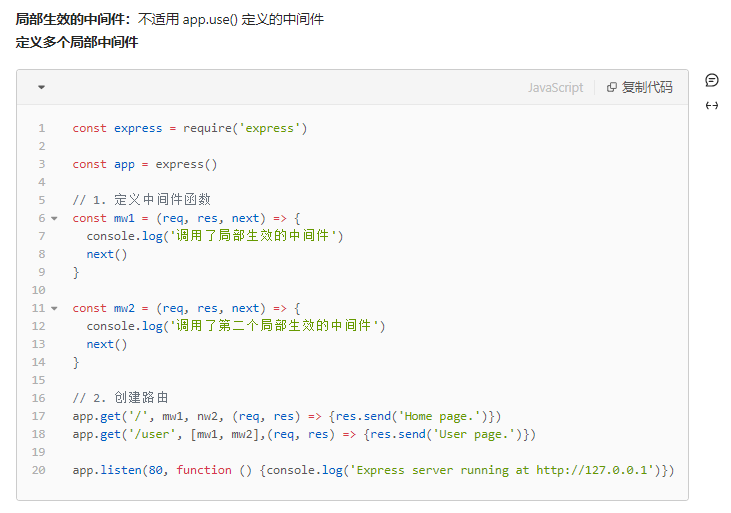 局部生效的中间件：不适用 app.use() 定义的中间件
定义多个局部中间件
JavaScript 复制代码
1 const express = require('express')
2
3 const app = express()
4
5 // 1. 定义中间件函数
6 const mw1 = (req, res, next) => {
7 console.log('调用了局部生效的中间件')
8 next()
9 }
10
11 const mw2 = (req, res, next) => {
12 console.log('调用了第二个局部生效的中间件')
13 next()
14 }
15
16 // 2. 创建路由
17 app.get('/', mw1, nw2, (req, res) => {res.send('Home page.')})
18 app.get('/user', [mw1, mw2],(req, res) => {res.send('User page.')})
19
20 app.listen(80, function () {console.log('Express server running at http://127.0.0.1')})